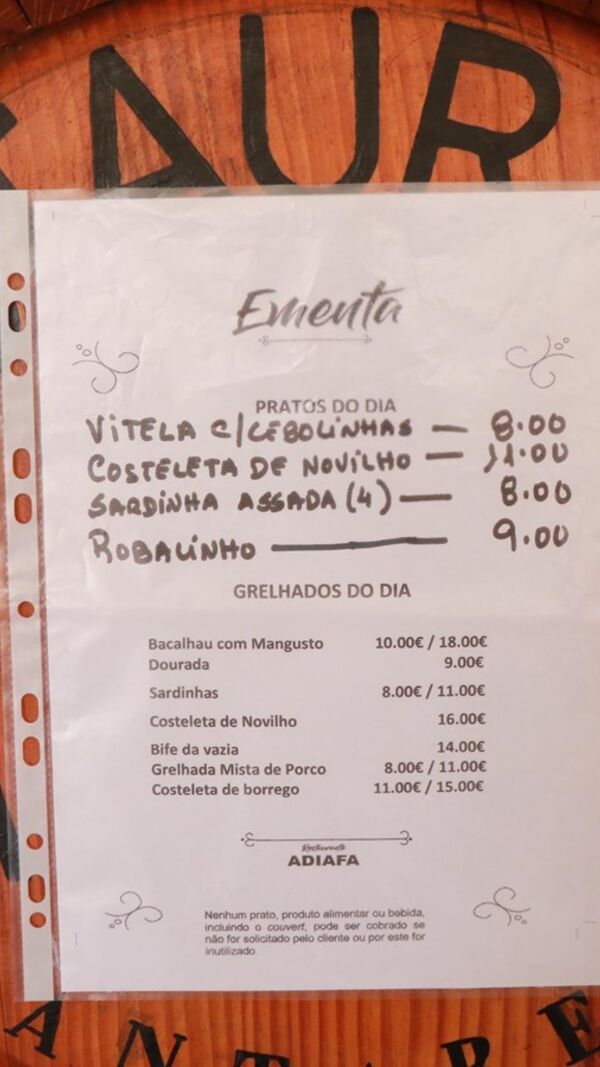 AUR
Ementa
PRATOS DO DIA
VITELA C/CEBOLINHAS — 8.00
COSTELETA DE NOVILHO — 11.00
SARDINHA ASSADA (4) — 8.00
ROBALINHO — 9.00
GRELHADOS DO DIA
Bacalhau com Mangusto 10.00€ / 18.00€
Dourada 9.00€
Sardinhas 8.00€ / 11.00€
Costeleta de Novilho 16.00€
Bife da vazia 14.00€
Grelhada Mista de Porco 8.00€ / 11.00€
Costeleta de borrego 11.00€ / 15.00€
Restaurante
ADIAFA
Nenhum prato, produto alimentar ou bebida,
incluindo o couvert, pode ser cobrado se
não for solicitado pelo cliente ou por este for
inutilizado.
ANTARE